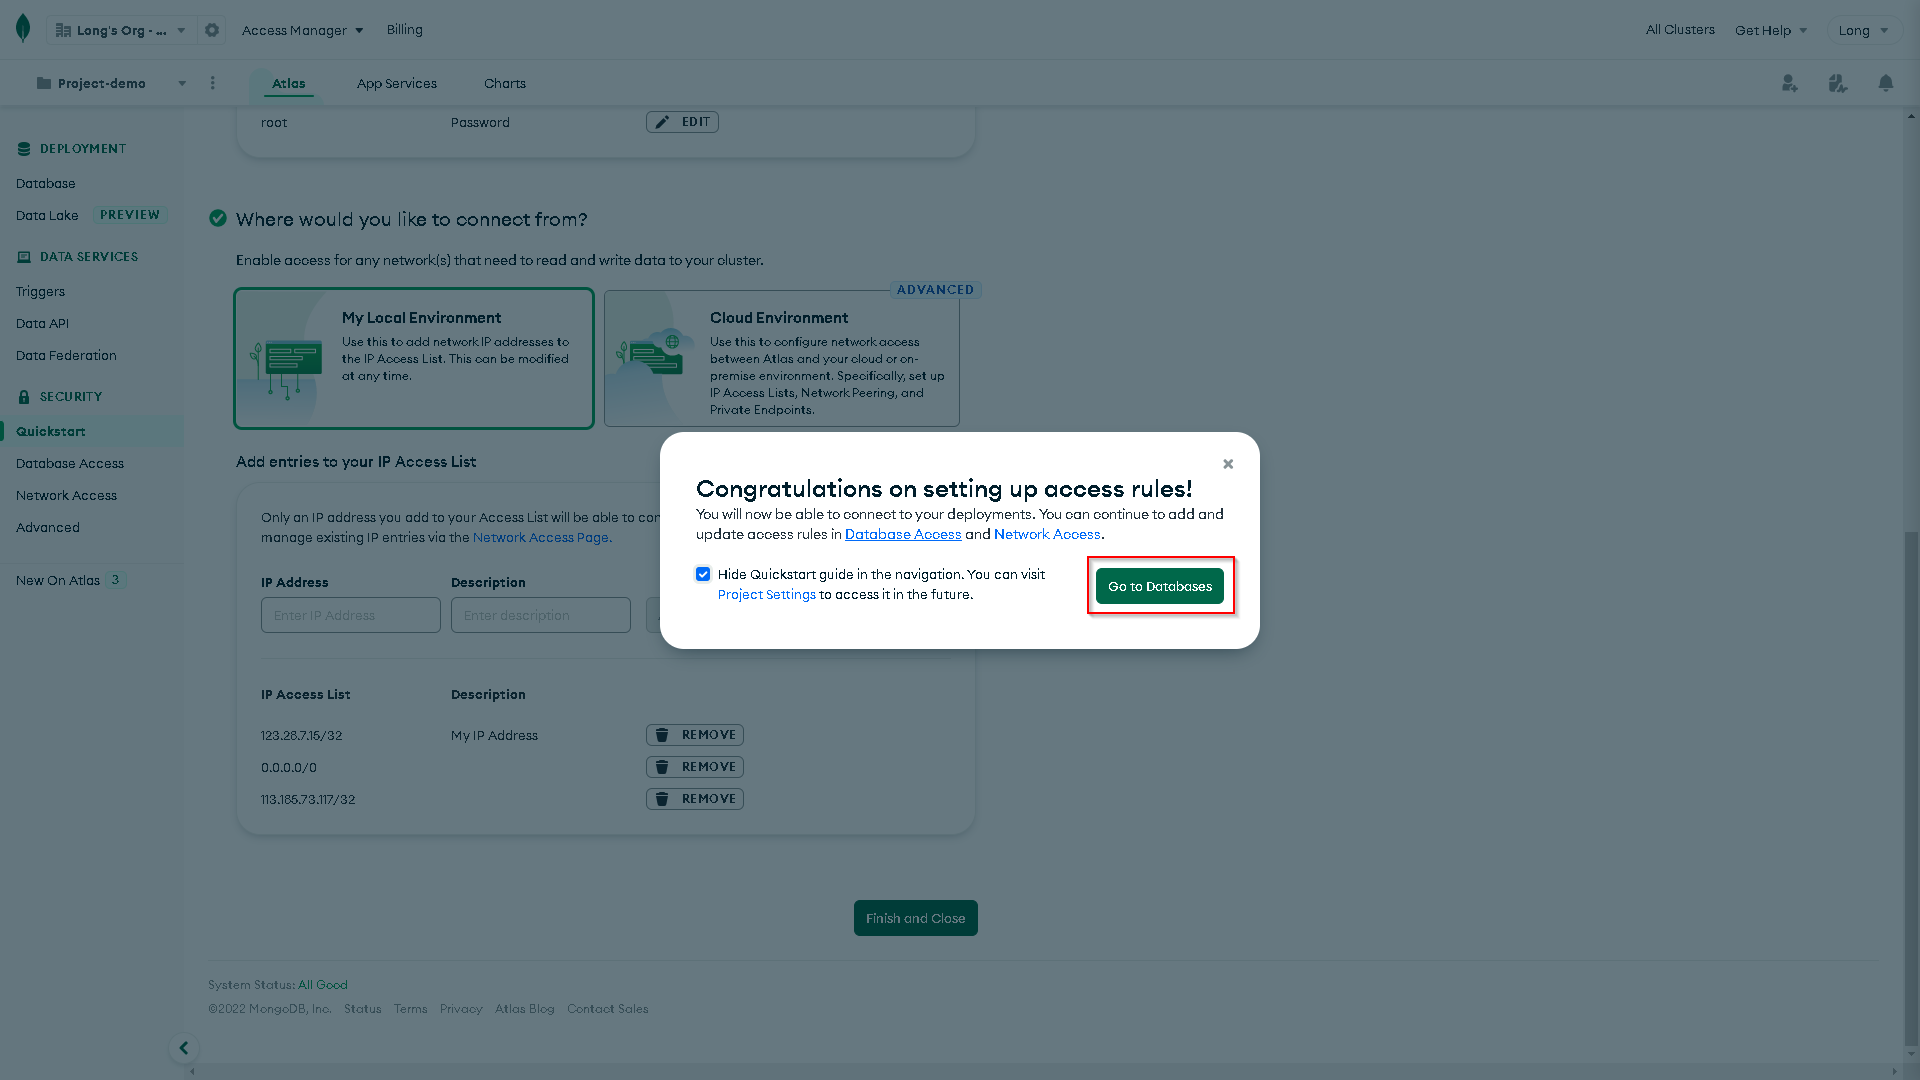 Long's Org - ...
Access Manager
Billing
All Clusters
Get Help
Long
Project-demo
Atlas
App Services
Charts
root
Password
EDIT
DEPLOYMENT
Database
Data Lake
PREVIEW
DATA SERVICES
Triggers
Data API
Data Federation
SECURITY
Quickstart
Database Access
Network Access
Advanced
New On Atlas
3
Where would you like to connect from?
Enable access for any network(s) that need to read and write data to your cluster.
My Local Environment
Use this to add network IP addresses to
the IP Access List. This can be modified
at any time.
ADVANCED
Cloud Environment
Use this to configure network access
between Atlas and your cloud or on-
premise environment. Specifically, set up
IP Access Lists, Network Peering, and
Private Endpoints.
Add entries to your IP Access List
Only an IP address you add to your Access List will be able to con
manage existing IP entries via the Network Access Page.
IP Address
Description
Enter IP Address
Enter description
Congratulations on setting up access rules!
You will now be able to connect to your deployments. You can continue to add and
update access rules in Database Access and Network Access.
Hide Quickstart guide in the navigation. You can visit
Project Settings to access it in the future.
Go to Databases
IP Access List
Description
123.28.7.15/32
My IP Address
REMOVE
0.0.0.0/0
REMOVE
113.185.73.117/32
REMOVE
Finish and Close
System Status: All Good
©2022 MongoDB, Inc.
Status
Terms
Privacy
Atlas Blog
Contact Sales